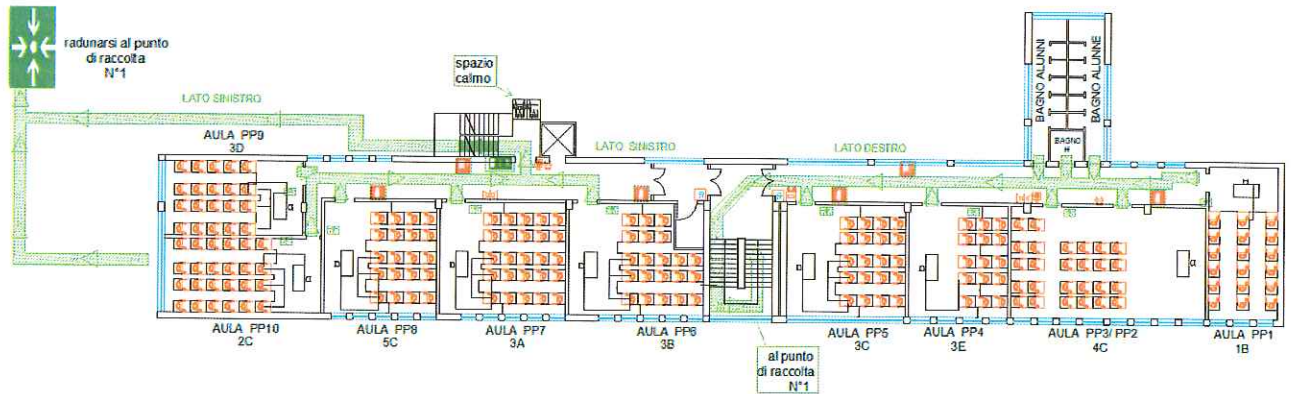 radunarsi al punto
di raccolta
N°1
spazio
calmo
LATO SINISTRO
LATO SINISTRO
LATO DESTRO
BAGNO ALUNNI
BAGNO ALUNNE
BAGNO
H
AULA PP9
3D
AULA PP10
2C
AULA PP8
5C
AULA PP7
3A
AULA PP6
3B
AULA PP5
3C
AULA PP4
3E
AULA PP3/PP2
4C
AULA PP1
1B
al punto
di raccolta
N°1